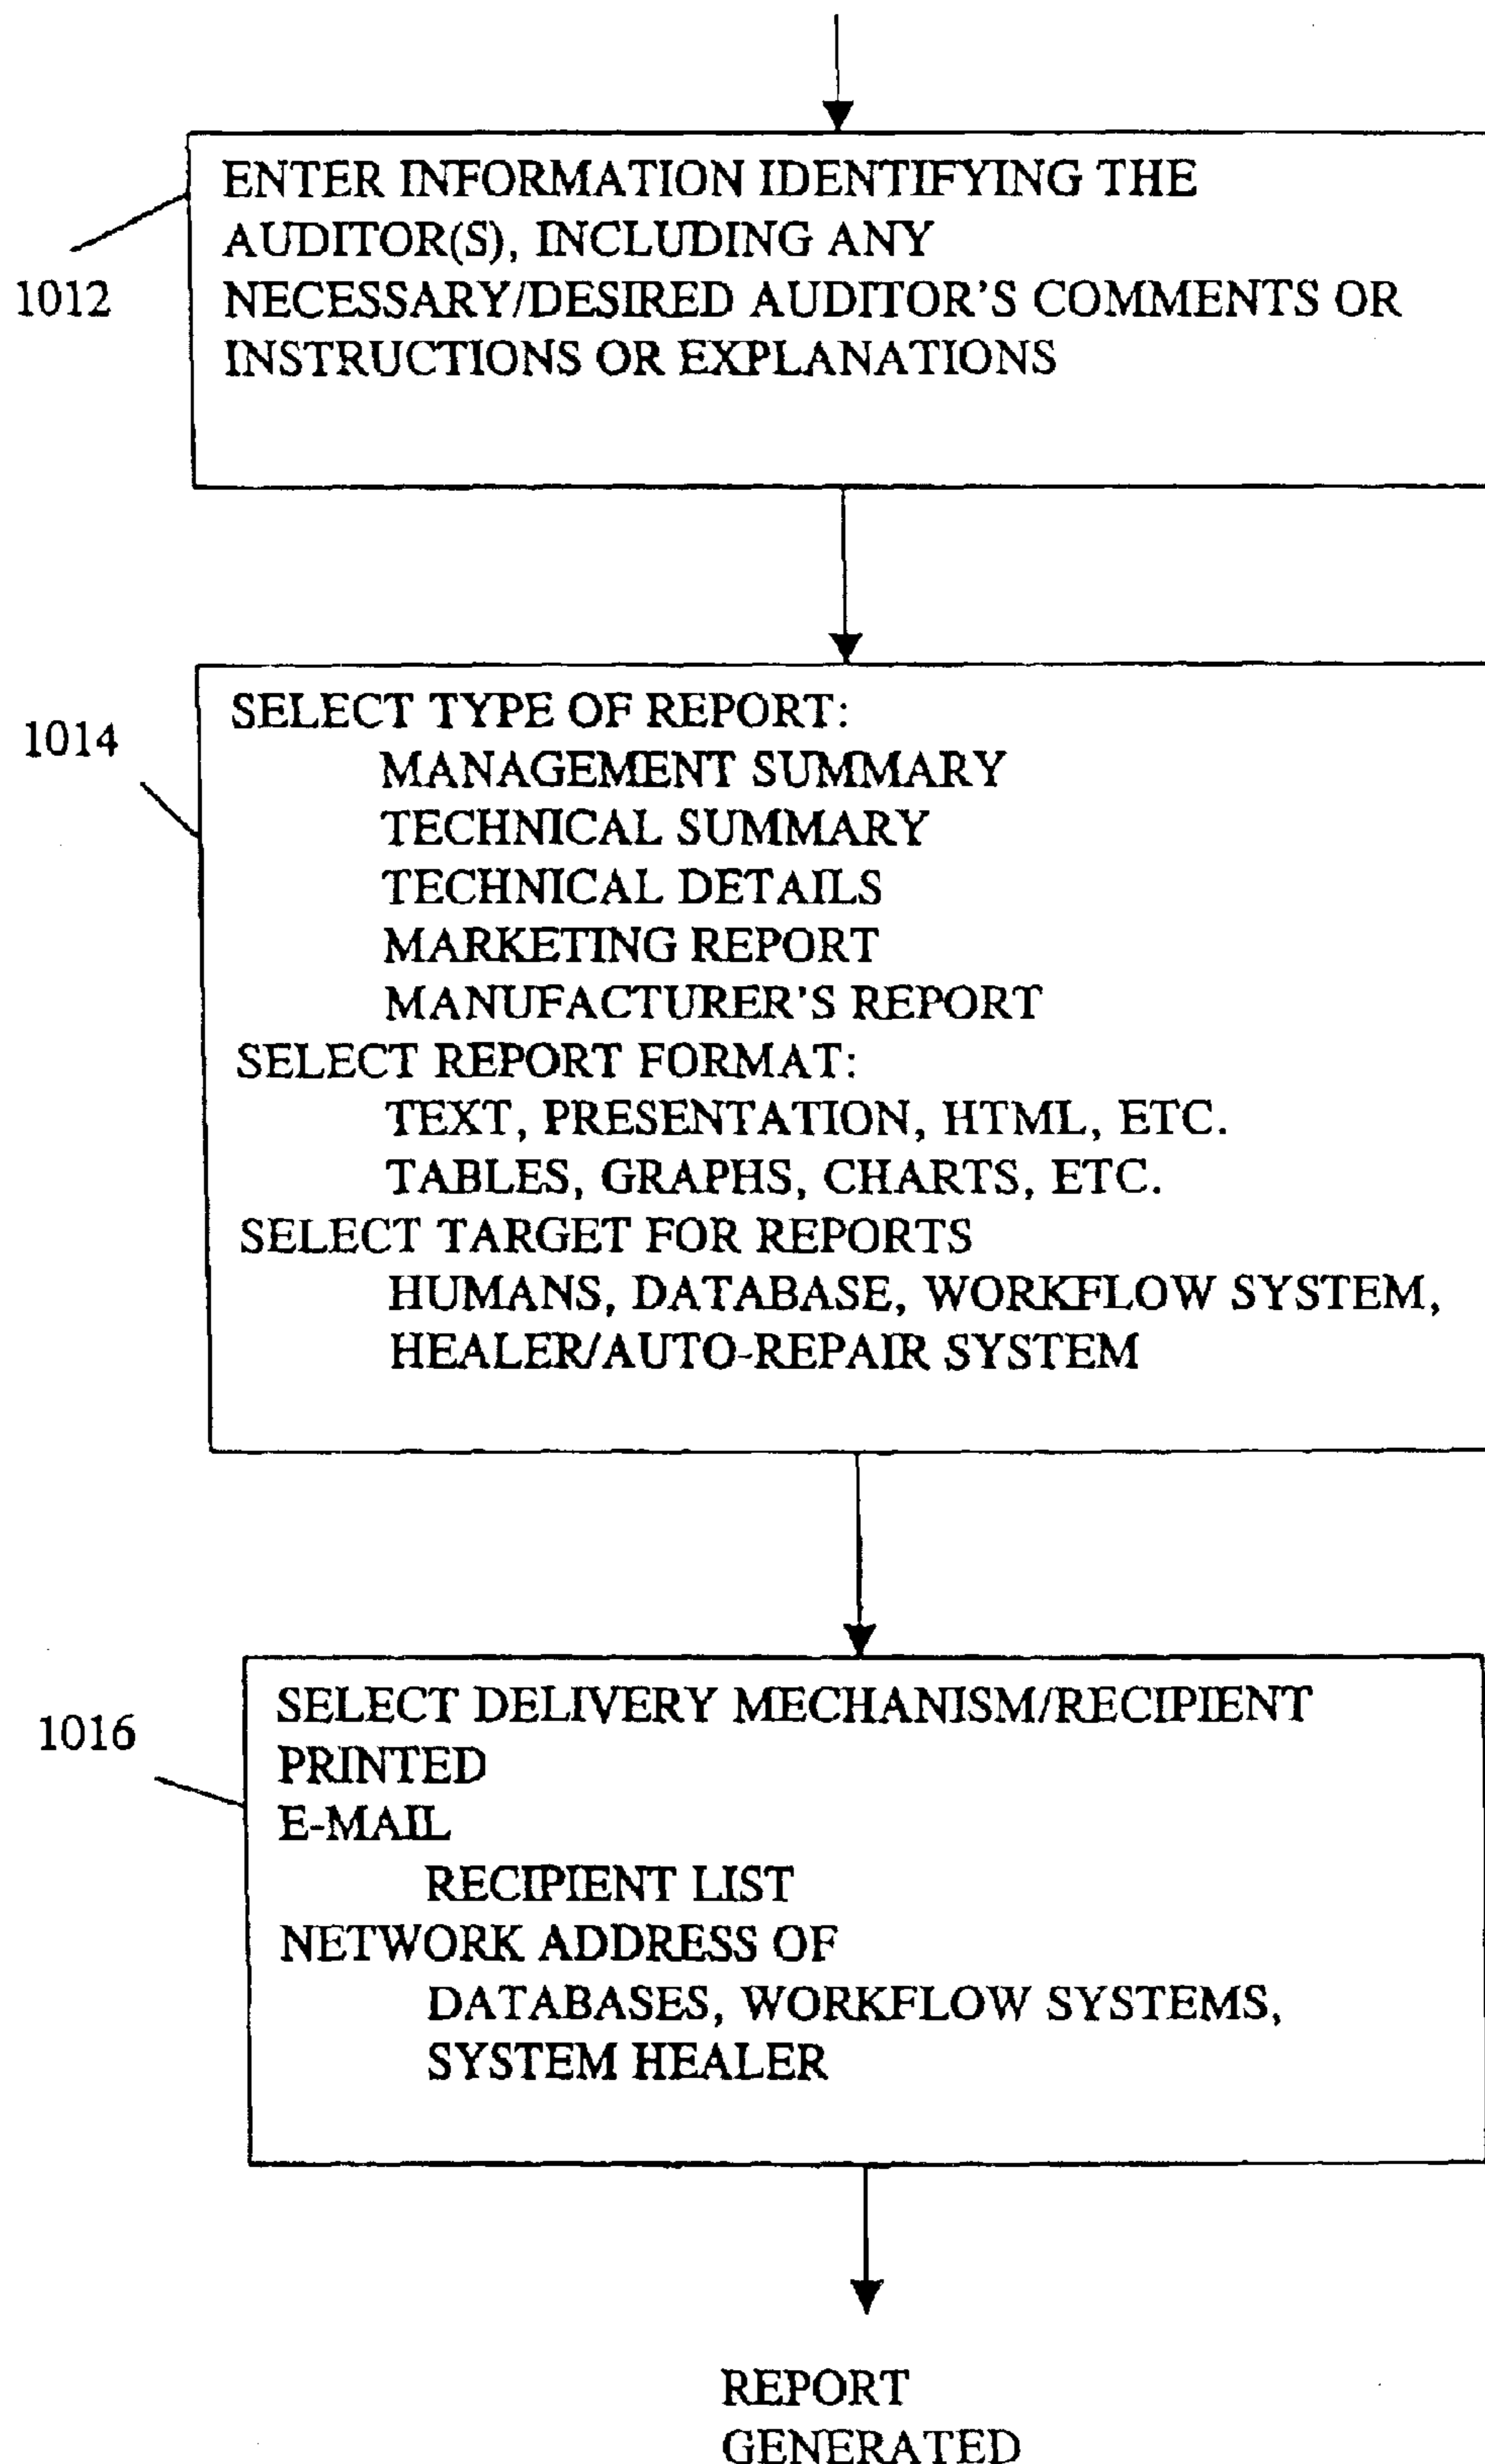 ENTER INFORMATION IDENTIFYING THE
AUDITOR(S), INCLUDING ANY
NECESSARY/DESIRED AUDITOR'S COMMENTS OR
INSTRUCTIONS OR EXPLANATIONS
1012
SELECT TYPE OF REPORT:
MANAGEMENT SUMMARY
TECHNICAL SUMMARY
TECHNICAL DETAILS
MARKETING REPORT
MANUFACTURER'S REPORT
SELECT REPORT FORMAT:
TEXT, PRESENTATION, HTML, ETC.
TABLES, GRAPHS, CHARTS, ETC.
SELECT TARGET FOR REPORTS
HUMANS, DATABASE, WORKFLOW SYSTEM,
HEALER/AUTO-REPAIR SYSTEM
1014
SELECT DELIVERY MECHANISM/RECIPIENT
PRINTED
E-MAIL
RECIPIENT LIST
NETWORK ADDRESS OF
DATABASES, WORKFLOW SYSTEMS,
SYSTEM HEALER
1016
REPORT
GENERATED